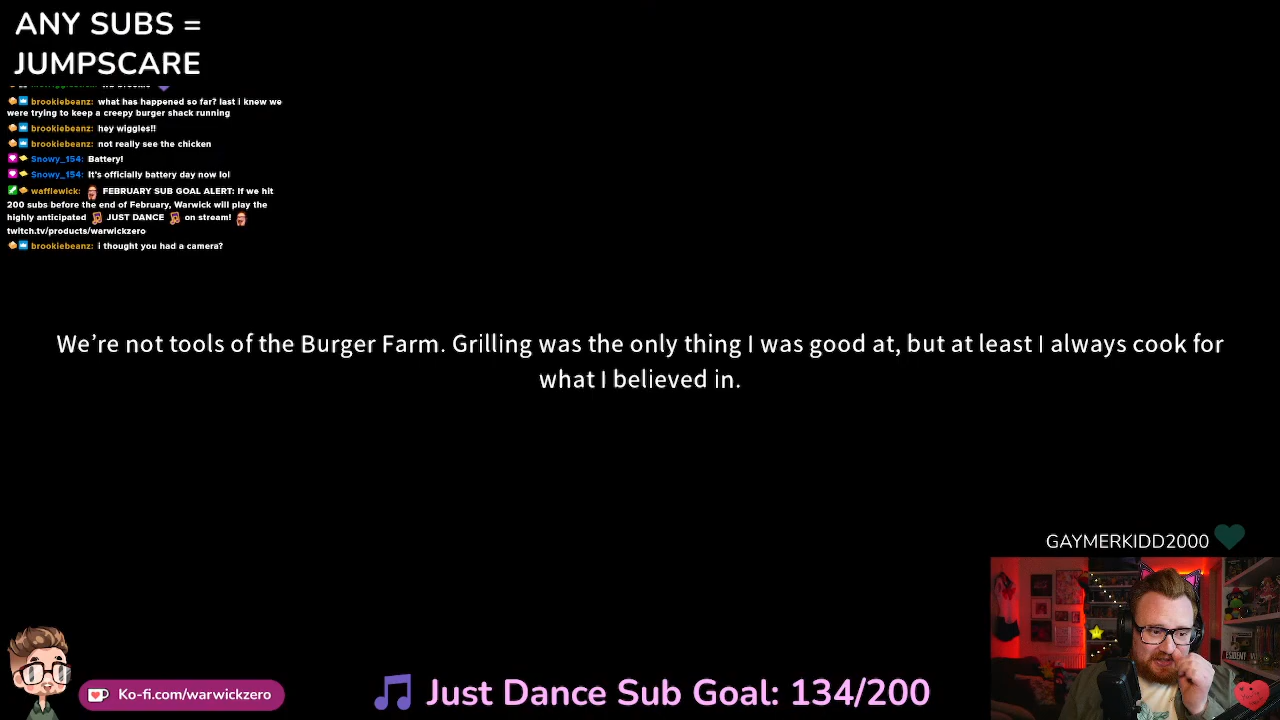 ANY SUBS =
JUMPSCARE
brookiebeanz: what has happened so far? last i knew we
were trying to keep a creepy burger shack running
brookiebeanz: hey wiggles!!
brookiebeanz: not really see the chicken
Snowy_154: Battery!
Snowy_154: It's officially battery day now lol
wafflewick: FEBRUARY SUB GOAL ALERT: If we hit
200 subs before the end of February, Warwick will play the
highly anticipated JUST DANCE on stream!
twitch.tv/products/warwickzero
brookiebeanz: i thought you had a camera?
We’re not tools of the Burger Farm. Grilling was the only thing I was good at, but at least I always cook for
what I believed in.
GAYMERKIDD2000
Ko-fi.com/warwickzero
Just Dance Sub Goal: 134/200